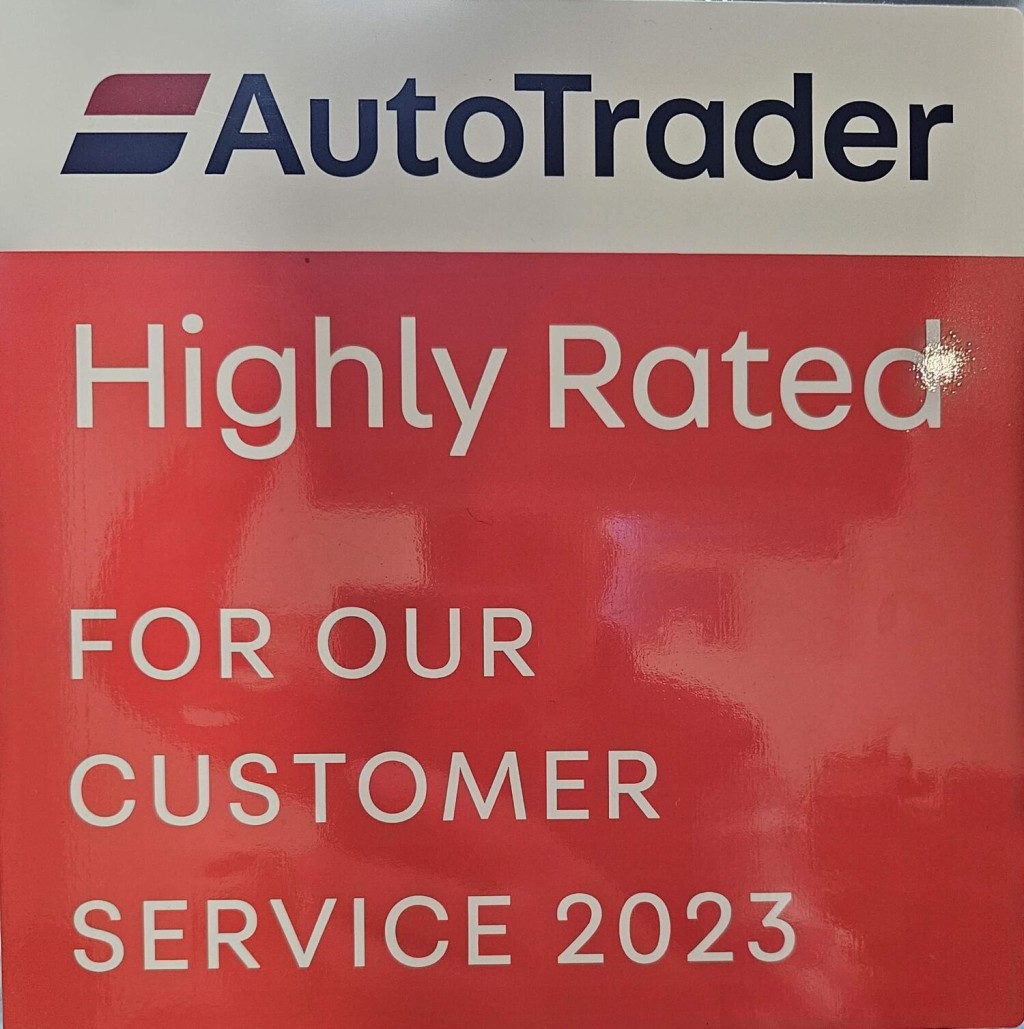 AutoTrader
Highly Rated
FOR OUR
CUSTOMER
SERVICE 2023